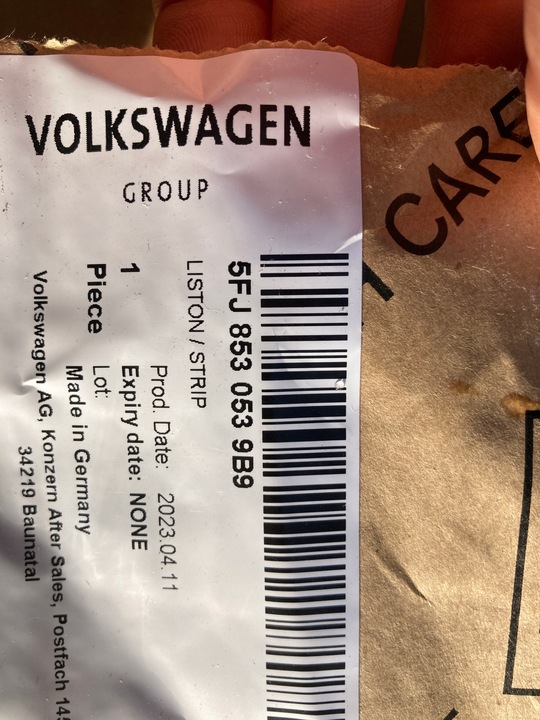 VOLKSWAGEN
GROUP
5FJ 853 053 9B9
LISTON / STRIP
Prod. Date: 2023.04.11
1 Expiry date: NONE
Piece Lot:
Made in Germany
Volkswagen AG, Konzern After Sales, Postfach
34219 Baunatal
CARE